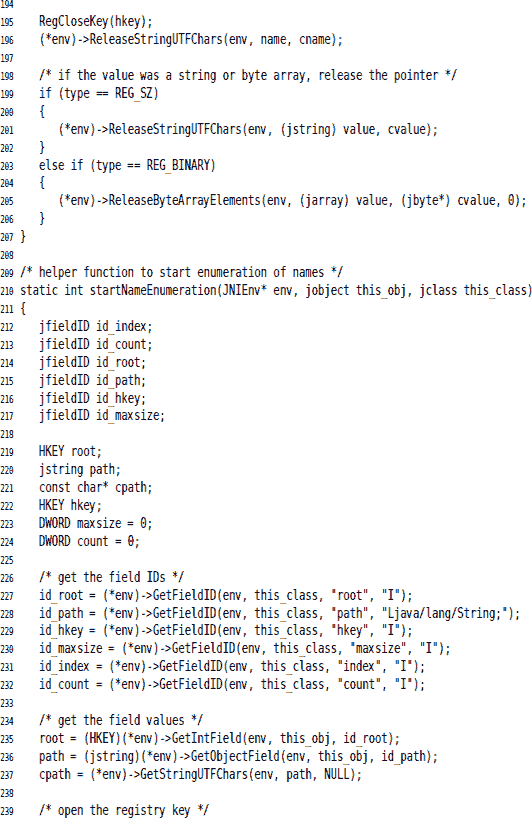 194
195    RegCloseKey(hkey);
196    (*env)->ReleaseStringUTFChars(env, name, cname);
197
198    /* if the value was a string or byte array, release the pointer */
199    if (type == REG_SZ)
200    {
201       (*env)->ReleaseStringUTFChars(env, (jstring) value, cvalue);
202    }
203    else if (type == REG_BINARY)
204    {
205       (*env)->ReleaseByteArrayElements(env, (jarray) value, (jbyte*) cvalue, 0);
206    }
207 }
208
209 /* helper function to start enumeration of names */
210 static int startNameEnumeration(JNIEnv* env, jobject this_obj, jclass this_class)
211 {
212    jfieldID id_index;
213    jfieldID id_count;
214    jfieldID id_root;
215    jfieldID id_path;
216    jfieldID id_hkey;
217    jfieldID id_maxsize;
218
219    HKEY root;
220    jstring path;
221    const char* cpath;
222    HKEY hkey;
223    DWORD maxsize = 0;
224    DWORD count = 0;
225
226    /* get the field IDs */
227    id_root = (*env)->GetFieldID(env, this_class, "root", "I");
228    id_path = (*env)->GetFieldID(env, this_class, "path", "Ljava/lang/String;");
229    id_hkey = (*env)->GetFieldID(env, this_class, "hkey", "I");
230    id_maxsize = (*env)->GetFieldID(env, this_class, "maxsize", "I");
231    id_index = (*env)->GetFieldID(env, this_class, "index", "I");
232    id_count = (*env)->GetFieldID(env, this_class, "count", "I");
233
234    /* get the field values */
235    root = (HKEY)(*env)->GetIntField(env, this_obj, id_root);
236    path = (jstring)(*env)->GetObjectField(env, this_obj, id_path);
237    cpath = (*env)->GetStringUTFChars(env, path, NULL);
238
239    /* open the registry key */